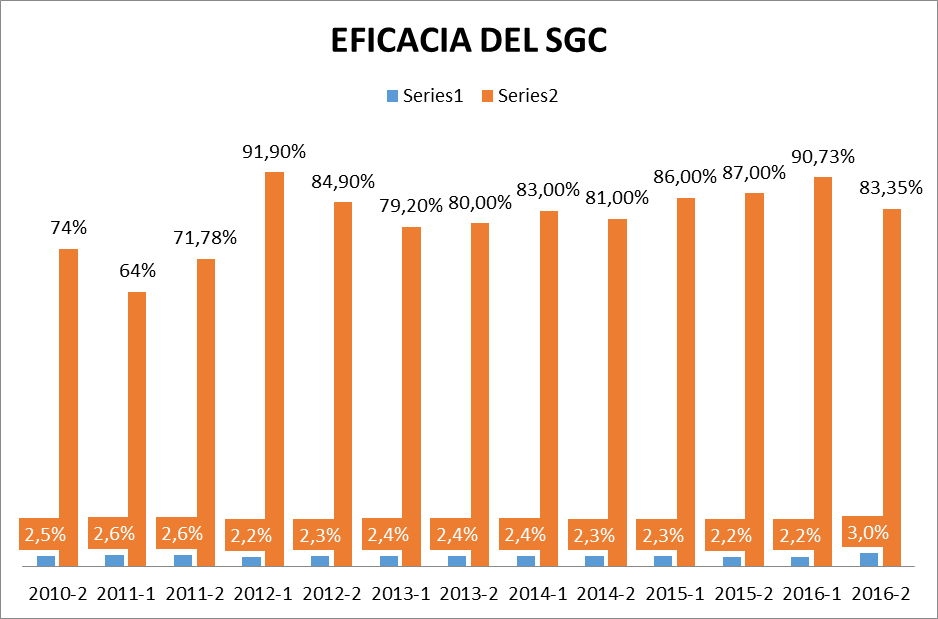 EFICACIA DEL SGC
Series1 Series2
74% 64% 71,78% 91,90% 84,90% 79,20% 80,00% 83,00% 81,00% 86,00% 87,00% 90,73% 83,35%
2,5% 2,6% 2,6% 2,2% 2,3% 2,4% 2,4% 2,4% 2,3% 2,3% 2,2% 2,2% 3,0%
2010-2 2011-1 2011-2 2012-1 2012-2 2013-1 2013-2 2014-1 2014-2 2015-1 2015-2 2016-1 2016-2